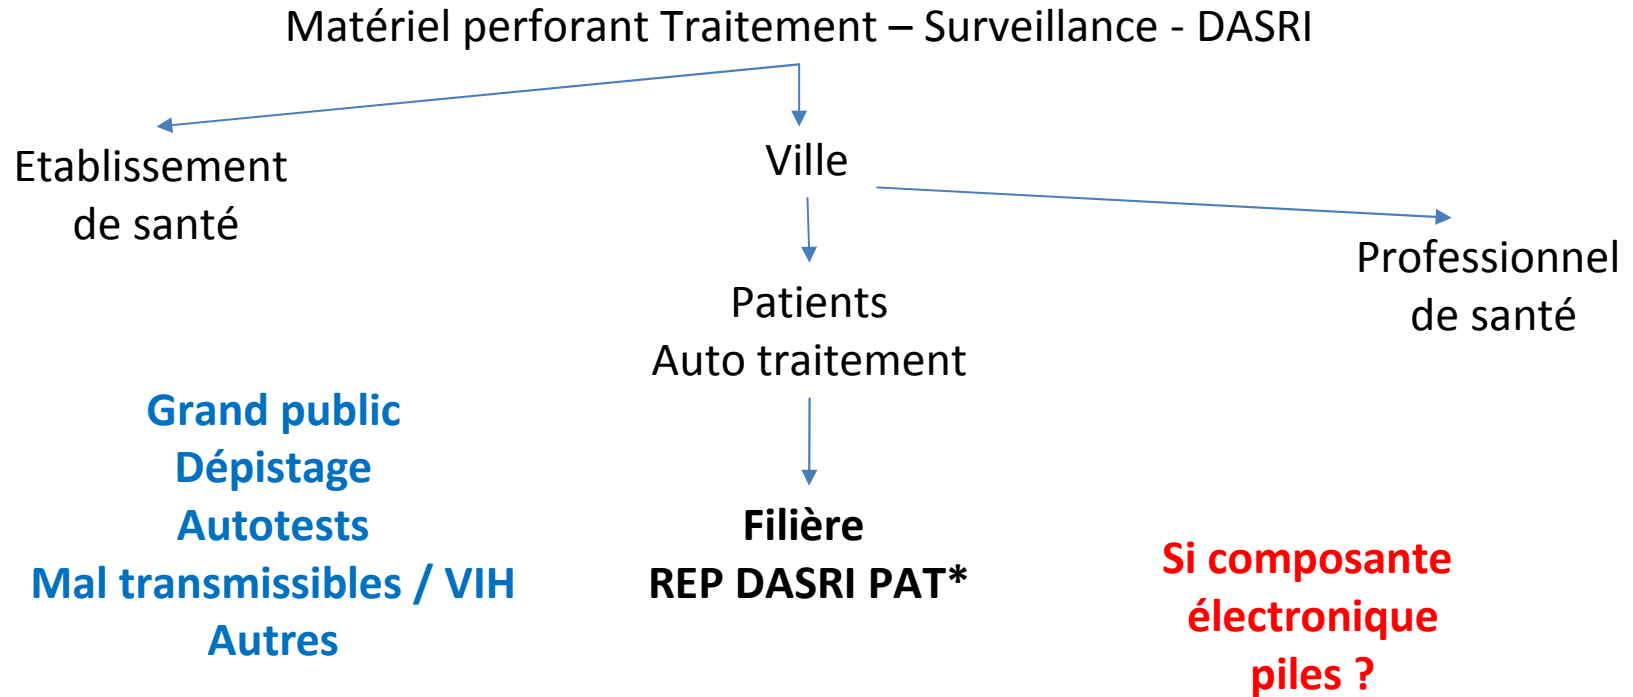 Matériel perforant Traitement – Surveillance - DASRI
Etablissement
de santé
Ville
Professionnel
de santé
Patients
Auto traitement
Grand public
Dépistage
Autotests
Mal transmissibles / VIH
Autres
Filière
REP DASRI PAT*
Si composante
électronique
piles ?